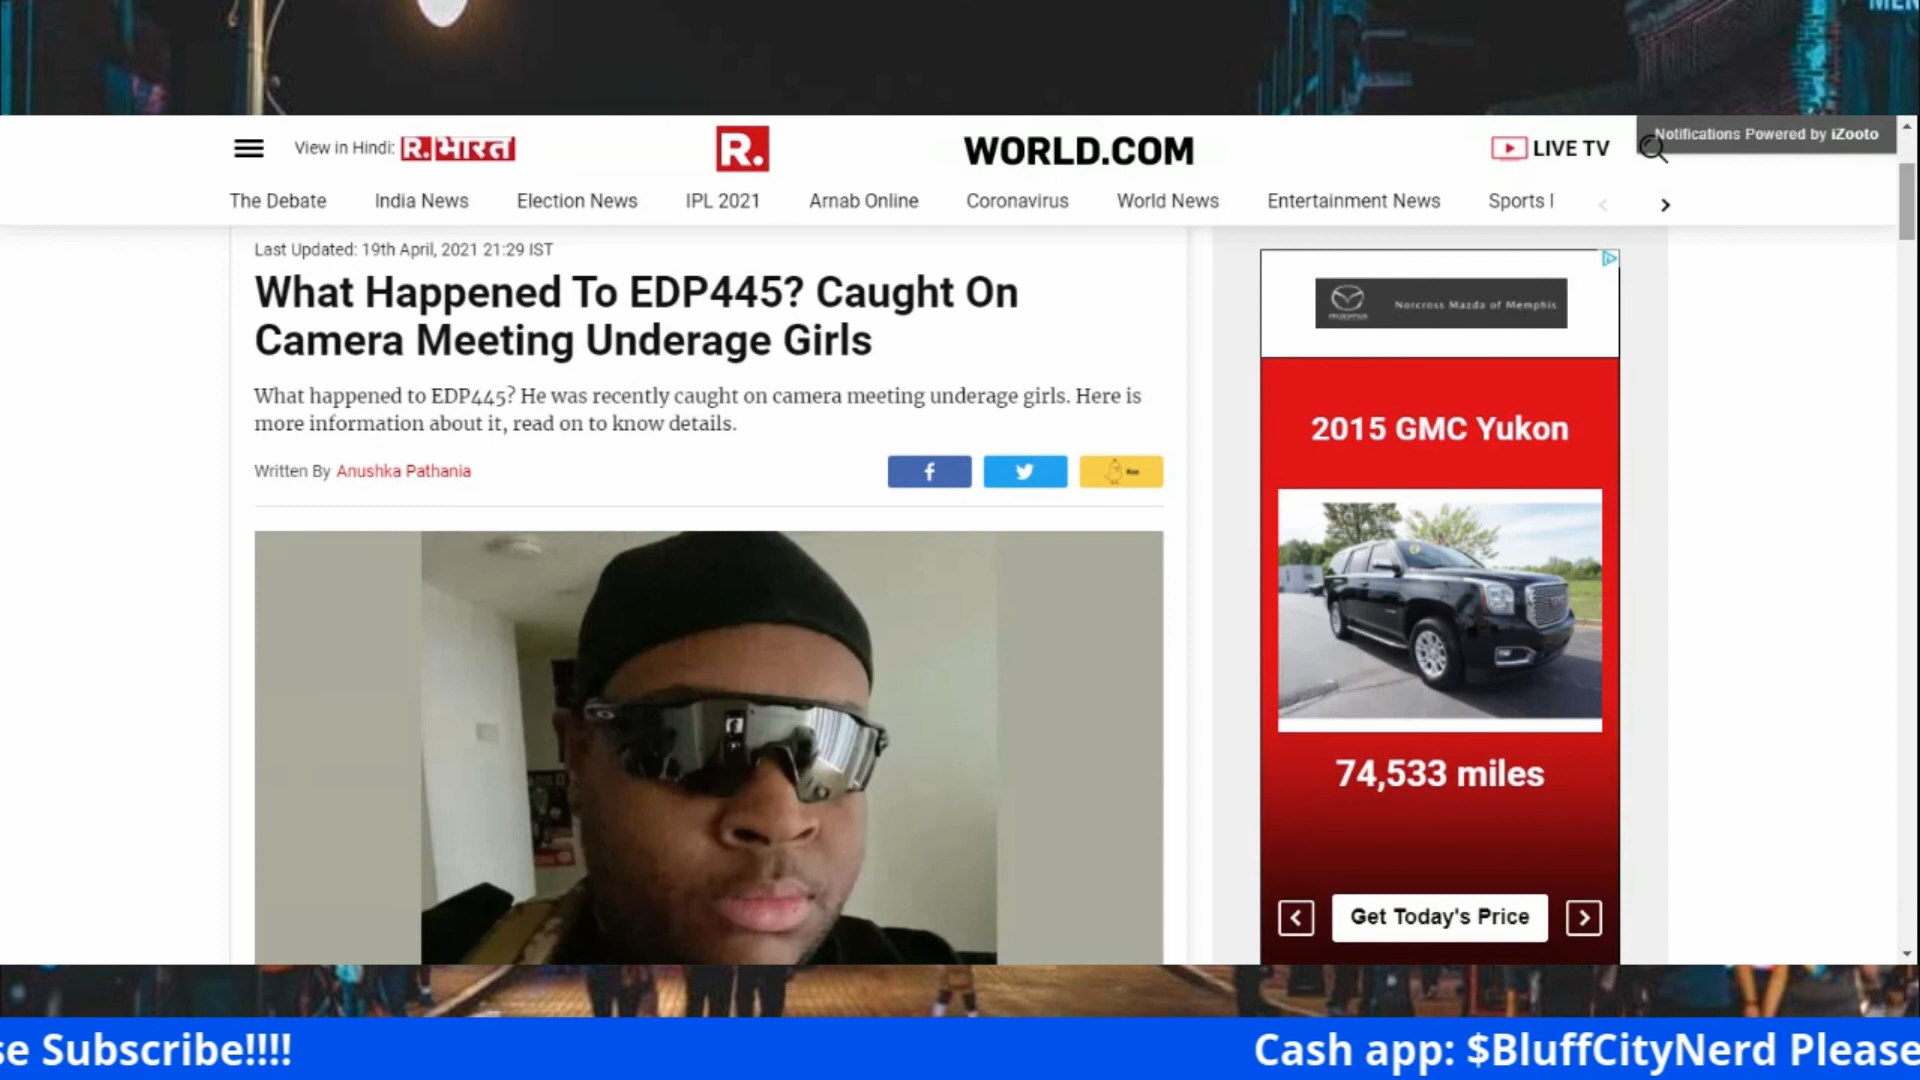 MEN
View in Hindi: R. भारत
R.
WORLD.COM
LIVE TV
Notifications Powered by iZooto
The Debate
India News
Election News
IPL 2021
Arnab Online
Coronavirus
World News
Entertainment News
Sports
Last Updated: 19th April, 2021 21:29 IST
What Happened To EDP445? Caught On
Camera Meeting Underage Girls
What happened to EDP445? He was recently caught on camera meeting underage girls. Here is
more information about it, read on to know details.
Written By Anushka Pathania
Koo
mazda
Norcross Mazda of Memphis
2015 GMC Yukon
74,533 miles
Get Today's Price
se Subscribe!!!!
Cash app: $BluffCityNerd Please